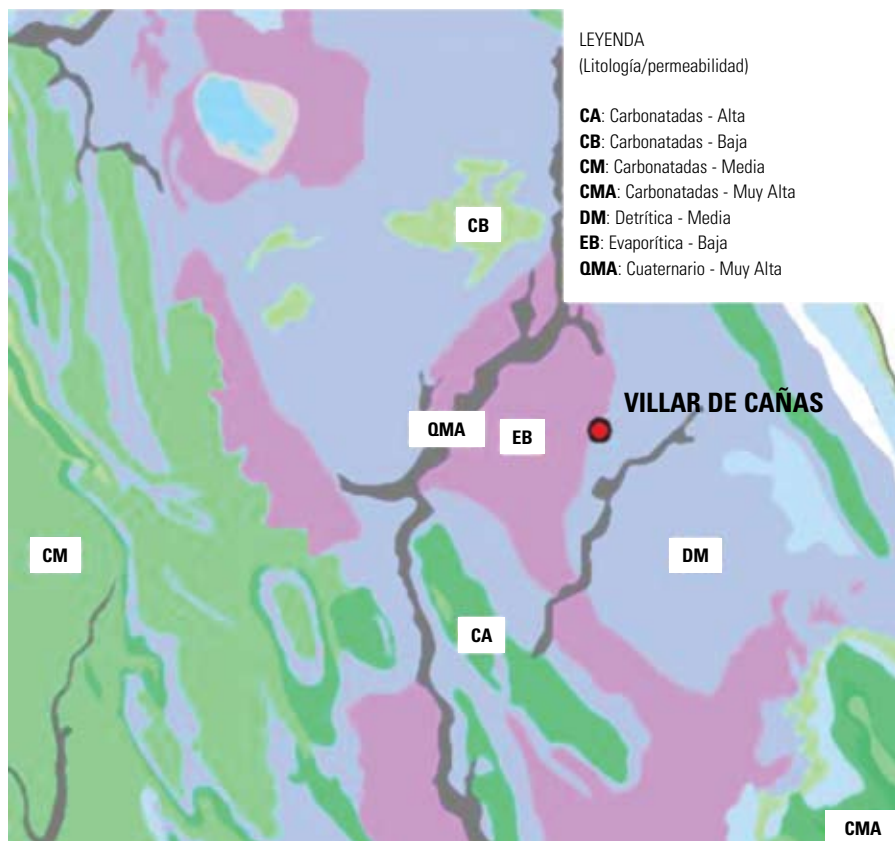 LEYENDA
(Litología/permeabilidad)
CA: Carbonatadas - Alta
CB: Carbonatadas - Baja
CM: Carbonatadas - Media
CMA: Carbonatadas - Muy Alta
DM: Detrítica - Media
EB: Evaporítica - Baja
QMA: Cuaternario - Muy Alta
CB
VILLAR DE CAÑAS
QMA
EB
CM
DM
CA
CMA